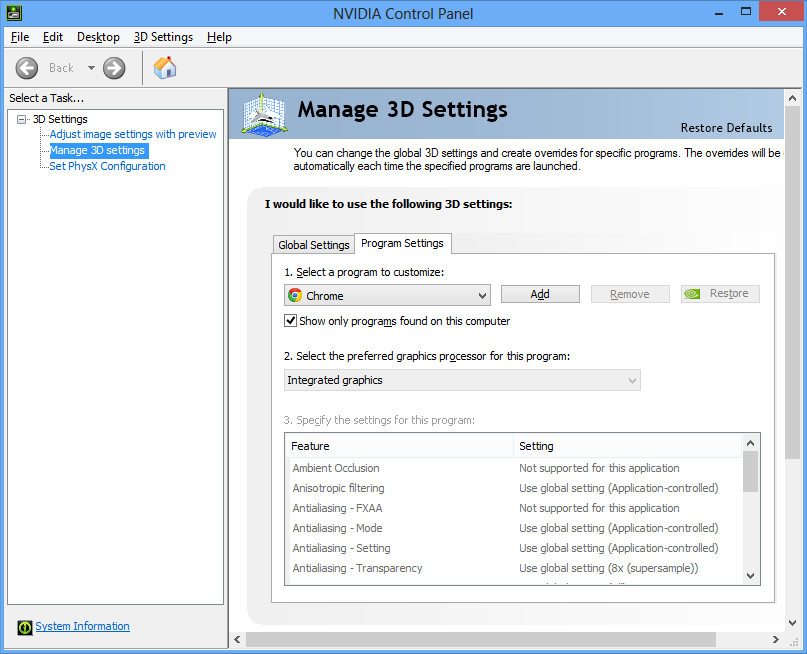 NVIDIA Control Panel
File Edit Desktop 3D Settings Help
Back
Select a Task...
3D Settings
Adjust image settings with preview
Manage 3D settings
Set PhysX Configuration
System Information
Manage 3D Settings
Restore Defaults
You can change the global 3D settings and create overrides for specific programs. The overrides will be
automatically each time the specified programs are launched.
I would like to use the following 3D settings:
Global Settings Program Settings
1. Select a program to customize:
Chrome Add Remove Restore
Show only programs found on this computer
2. Select the preferred graphics processor for this program:
Integrated graphics
3. Specify the settings for this program:
Feature Setting
Ambient Occlusion Not supported for this application
Anisotropic filtering Use global setting (Application-controlled)
Antialiasing - FXAA Not supported for this application
Antialiasing - Mode Use global setting (Application-controlled)
Antialiasing - Setting Use global setting (Application-controlled)
Antialiasing - Transparency Use global setting (8x (supersample))